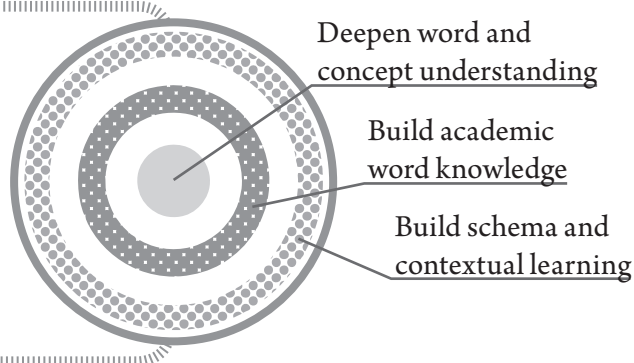 Deepen word and
concept understanding
Build academic
word knowledge
Build schema and
contextual learning